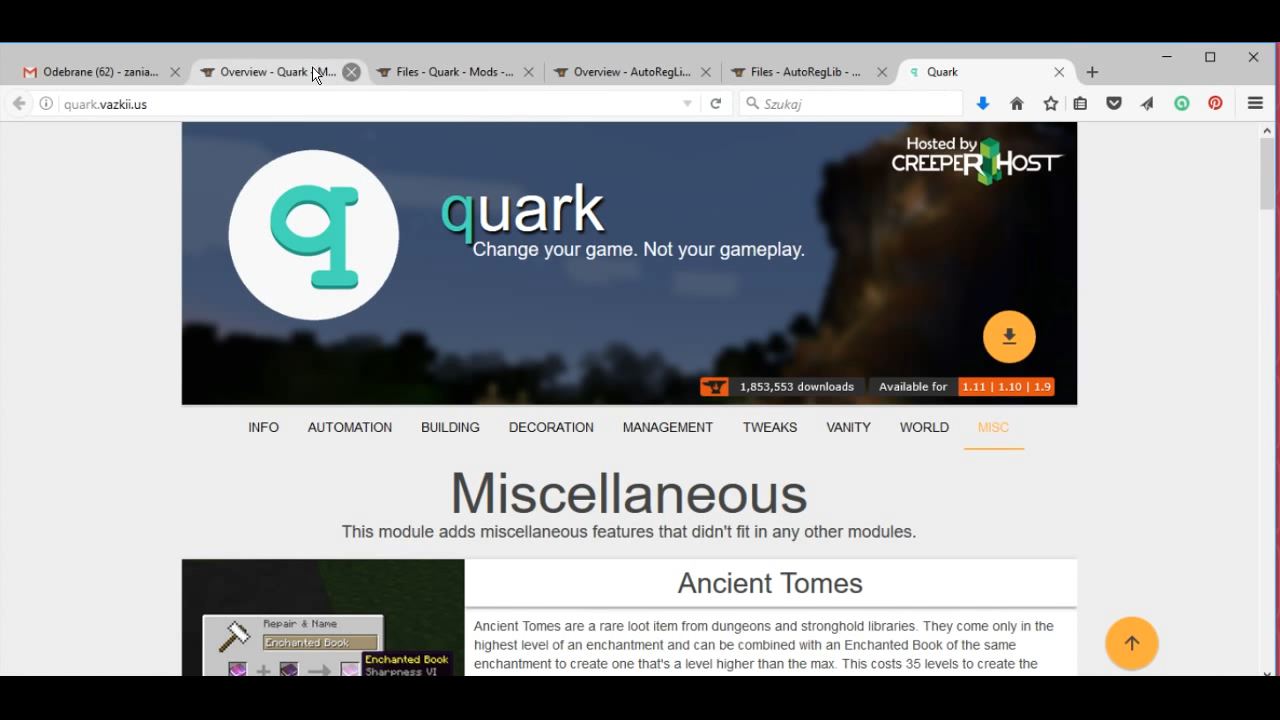 Odebrane (62) - zania...
Overview - Quark - M...
Files - Quark - Mods -...
Overview - AutoRegLi...
Files - AutoRegLib - ...
Quark
quark.vazkii.us
Szukaj
Hosted by
CREEPERHOST
q
quark
Change your game. Not your gameplay.
1,853,553 downloads
Available for
1.11 | 1.10 | 1.9
INFO
AUTOMATION
BUILDING
DECORATION
MANAGEMENT
TWEAKS
VANITY
WORLD
MISC
Miscellaneous
This module adds miscellaneous features that didn't fit in any other modules.
Ancient Tomes
Repair & Name
Enchanted Book
Enchanted Book
Sharpness VI
Ancient Tomes are a rare loot item from dungeons and stronghold libraries. They come only in the
highest level of an enchantment and can be combined with an Enchanted Book of the same
enchantment to create one that's a level higher than the max. This costs 35 levels to create the